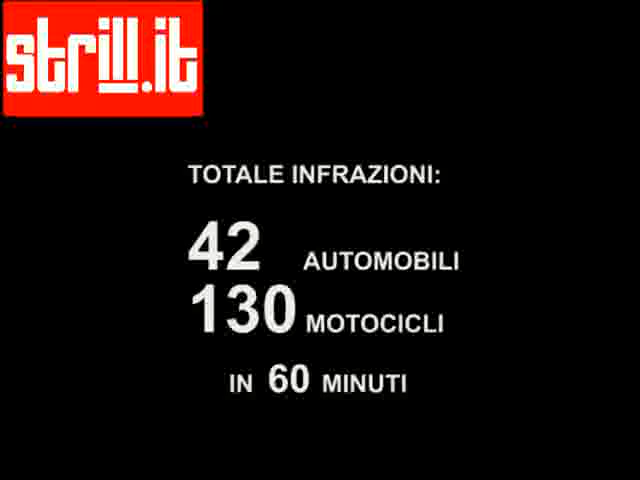 strill.it
TOTALE INFRAZIONI:
42 AUTOMOBILI
130 MOTOCICLI
IN 60 MINUTI